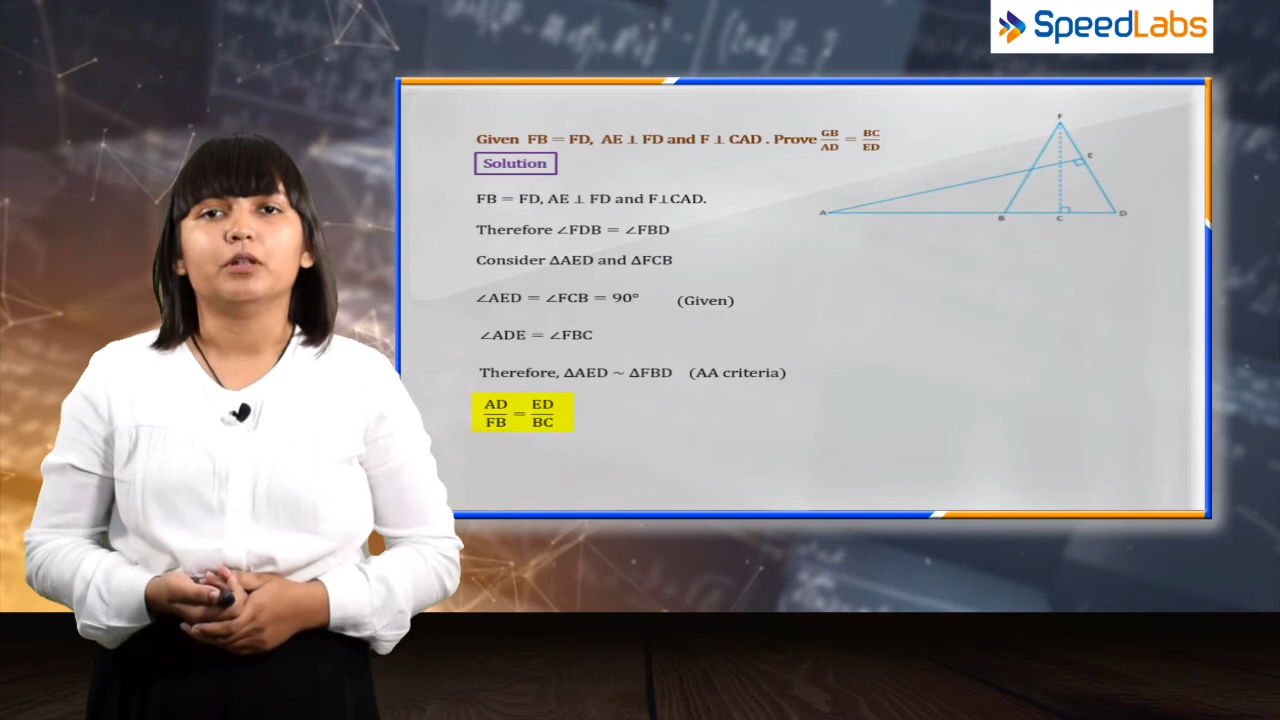 SpeedLabs
Given FB = FD, AE ⊥ FD and F ⊥ CAD . Prove GB/AD = BC/ED
Solution
FB = FD, AE ⊥ FD and F⊥CAD.
Therefore ∠FDB = ∠FBD
Consider ΔAED and ΔFCB
∠AED = ∠FCB = 90° (Given)
∠ADE = ∠FBC
Therefore, ΔAED ~ ΔFBD (AA criteria)
AD/FB = ED/BC
F
E
A
B
C
D